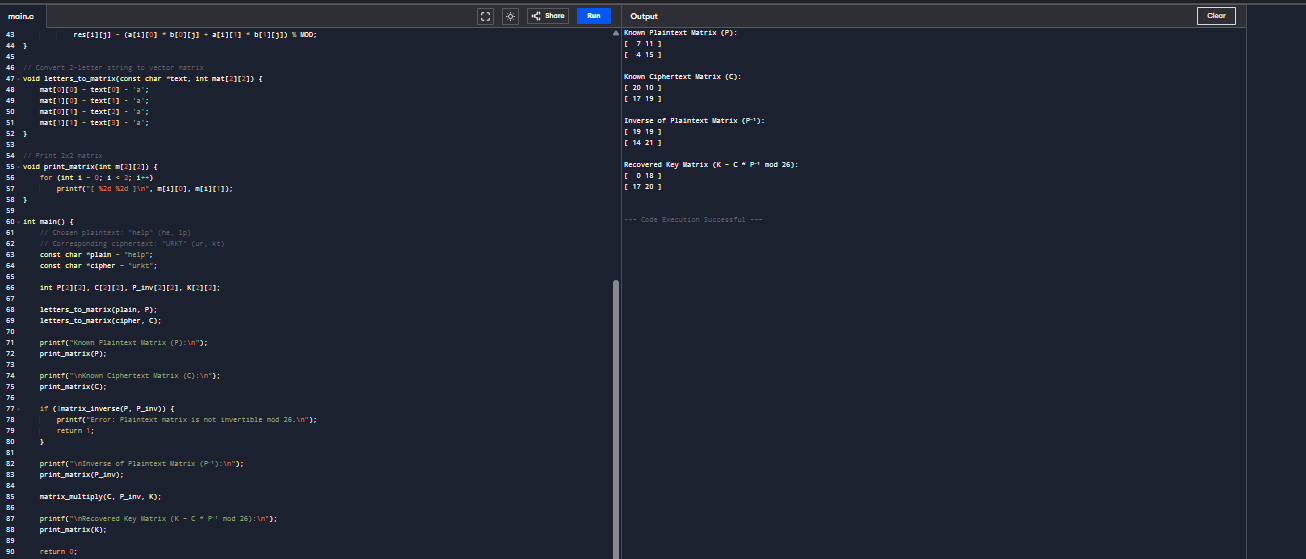 main.c
Share
Run
Output
Clear
43 res[i][j] = (a[i][0] * b[0][j] + a[i][1] * b[1][j]) % MOD;
44 }
45
46 // Convert 2-letter string to vector matrix
47 void letters_to_matrix(const char *text, int mat[2][2]) {
48 mat[0][0] = text[0] - 'a';
49 mat[1][0] = text[1] - 'a';
50 mat[0][1] = text[2] - 'a';
51 mat[1][1] = text[3] - 'a';
52 }
53
54 // Print 2x2 matrix
55 void print_matrix(int m[2][2]) {
56 for (int i = 0; i < 2; i++)
57 printf("[ %2d %2d ]\n", m[i][0], m[i][1]);
58 }
59
60 int main() {
61 // Chosen plaintext: "help" (he, lp)
62 // Corresponding ciphertext: "URKT" (ur, kt)
63 const char *plain = "help";
64 const char *cipher = "urkt";
65
66 int P[2][2], C[2][2], P_inv[2][2], K[2][2];
67
68 letters_to_matrix(plain, P);
69 letters_to_matrix(cipher, C);
70
71 printf("Known Plaintext Matrix (P):\n");
72 print_matrix(P);
73
74 printf("\nKnown Ciphertext Matrix (C):\n");
75 print_matrix(C);
76
77 if (!matrix_inverse(P, P_inv)) {
78 printf("Error: Plaintext matrix is not invertible mod 26.\n");
79 return 1;
80 }
81
82 printf("\nInverse of Plaintext Matrix (P⁻¹):\n");
83 print_matrix(P_inv);
84
85 matrix_multiply(C, P_inv, K);
86
87 printf("\nRecovered Key Matrix (K = C * P⁻¹ mod 26):\n");
88 print_matrix(K);
89
90 return 0;
Known Plaintext Matrix (P):
[  7 11 ]
[  4 15 ]
Known Ciphertext Matrix (C):
[ 20 10 ]
[ 17 19 ]
Inverse of Plaintext Matrix (P⁻¹):
[ 19 19 ]
[ 14 21 ]
Recovered Key Matrix (K = C * P⁻¹ mod 26):
[  0 18 ]
[ 17 20 ]
=== Code Execution Successful ===